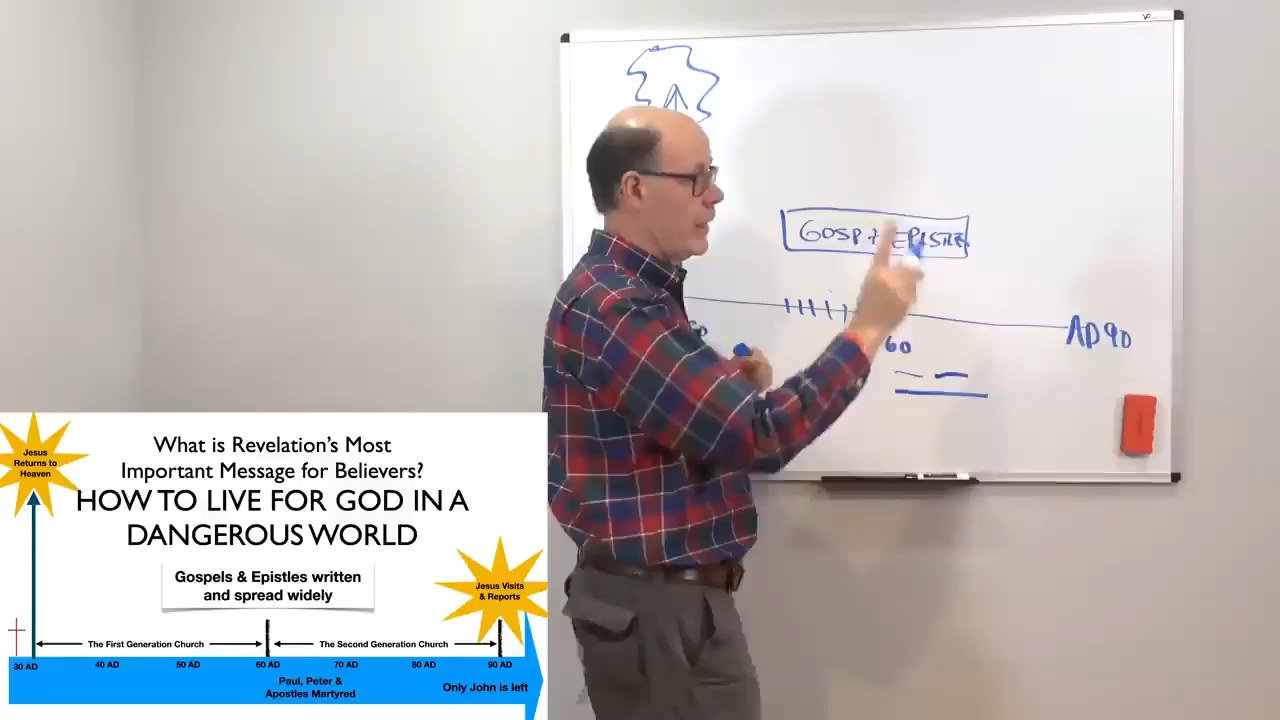 GOSP + EPISTLE
60
AD90
What is Revelation's Most
Important Message for Believers?
HOW TO LIVE FOR GOD IN A
DANGEROUS WORLD
Jesus
Returns to
Heaven
Gospels & Epistles written
and spread widely
Jesus Visits
& Reports
The First Generation Church
The Second Generation Church
30 AD
40 AD
50 AD
60 AD
70 AD
80 AD
90 AD
Paul, Peter &
Apostles Martyred
Only John is left